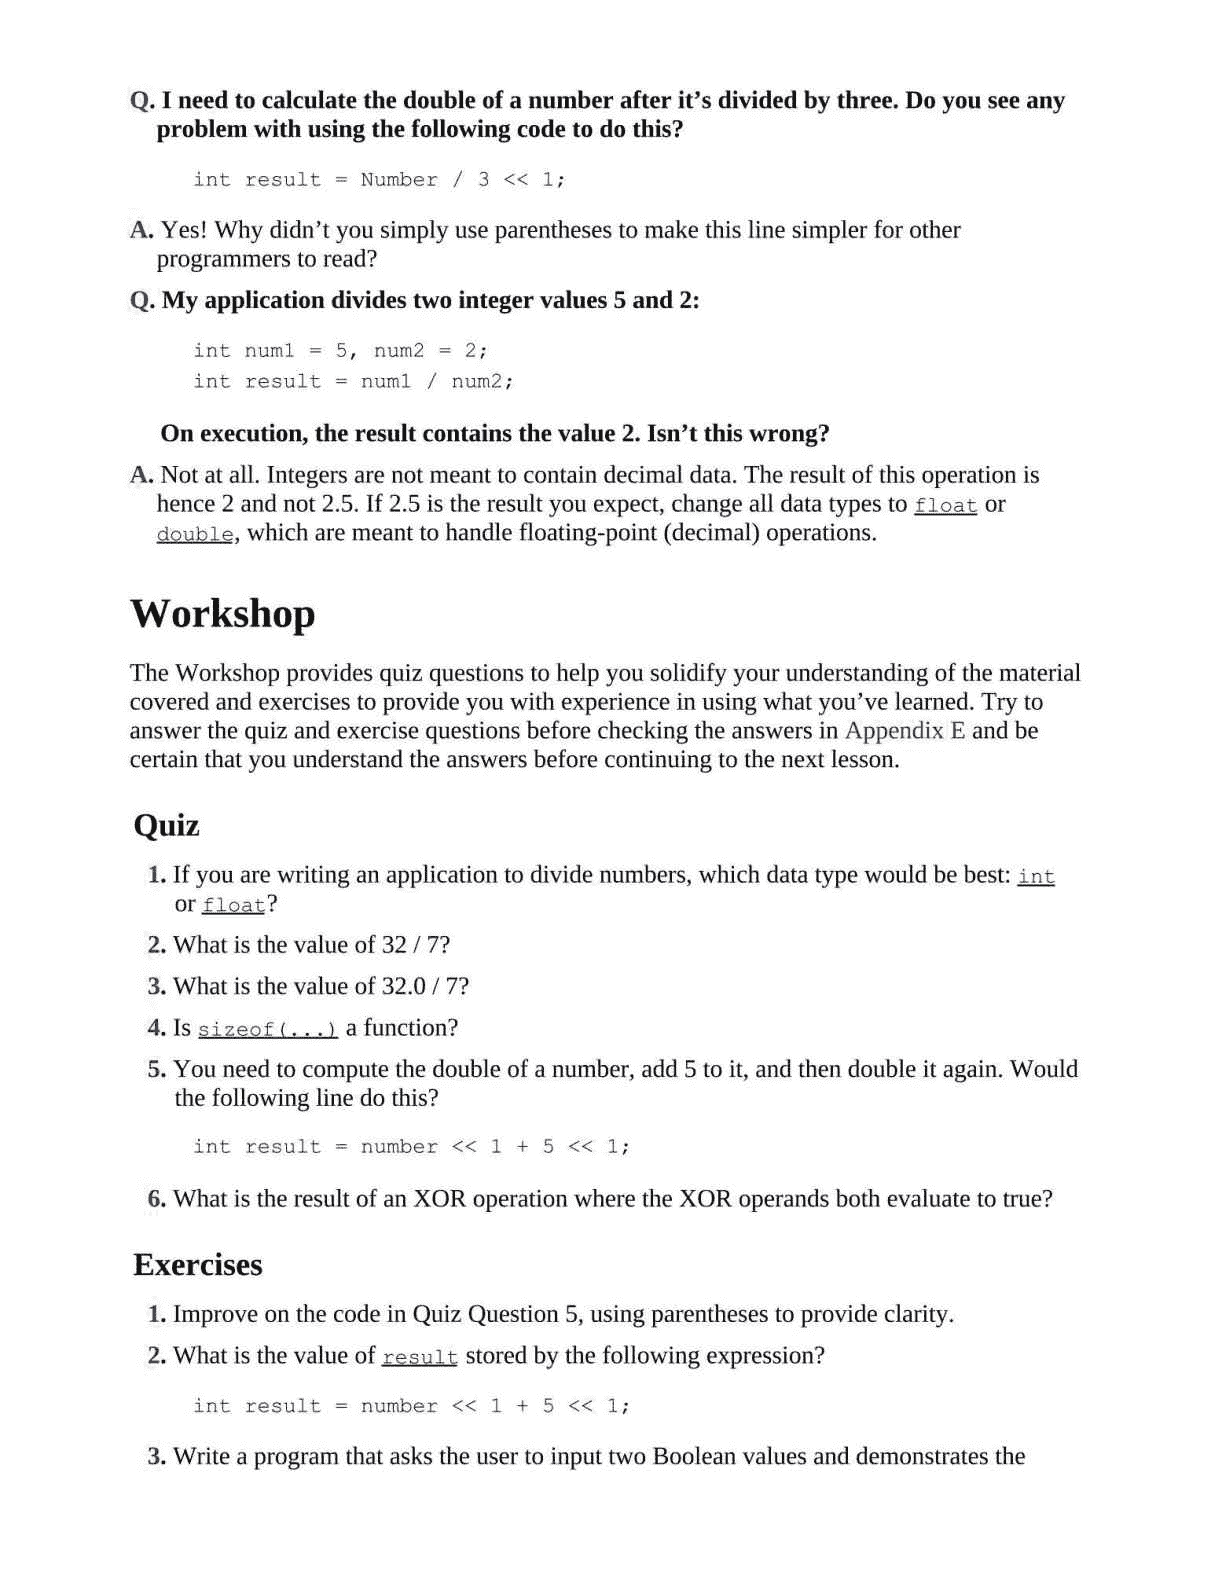 Q. I need to calculate the double of a number after it’s divided by three. Do you see any
problem with using the following code to do this?
int result = Number / 3 << 1;
A. Yes! Why didn’t you simply use parentheses to make this line simpler for other
programmers to read?
Q. My application divides two integer values 5 and 2:
int num1 = 5, num2 = 2;
int result = num1 / num2;
On execution, the result contains the value 2. Isn’t this wrong?
A. Not at all. Integers are not meant to contain decimal data. The result of this operation is
hence 2 and not 2.5. If 2.5 is the result you expect, change all data types to float or
double, which are meant to handle floating-point (decimal) operations.
Workshop
The Workshop provides quiz questions to help you solidify your understanding of the material
covered and exercises to provide you with experience in using what you’ve learned. Try to
answer the quiz and exercise questions before checking the answers in Appendix E and be
certain that you understand the answers before continuing to the next lesson.
Quiz
1. If you are writing an application to divide numbers, which data type would be best: int
or float?
2. What is the value of 32 / 7?
3. What is the value of 32.0 / 7?
4. Is sizeof(...) a function?
5. You need to compute the double of a number, add 5 to it, and then double it again. Would
the following line do this?
int result = number << 1 + 5 << 1;
6. What is the result of an XOR operation where the XOR operands both evaluate to true?
Exercises
1. Improve on the code in Quiz Question 5, using parentheses to provide clarity.
2. What is the value of result stored by the following expression?
int result = number << 1 + 5 << 1;
3. Write a program that asks the user to input two Boolean values and demonstrates the